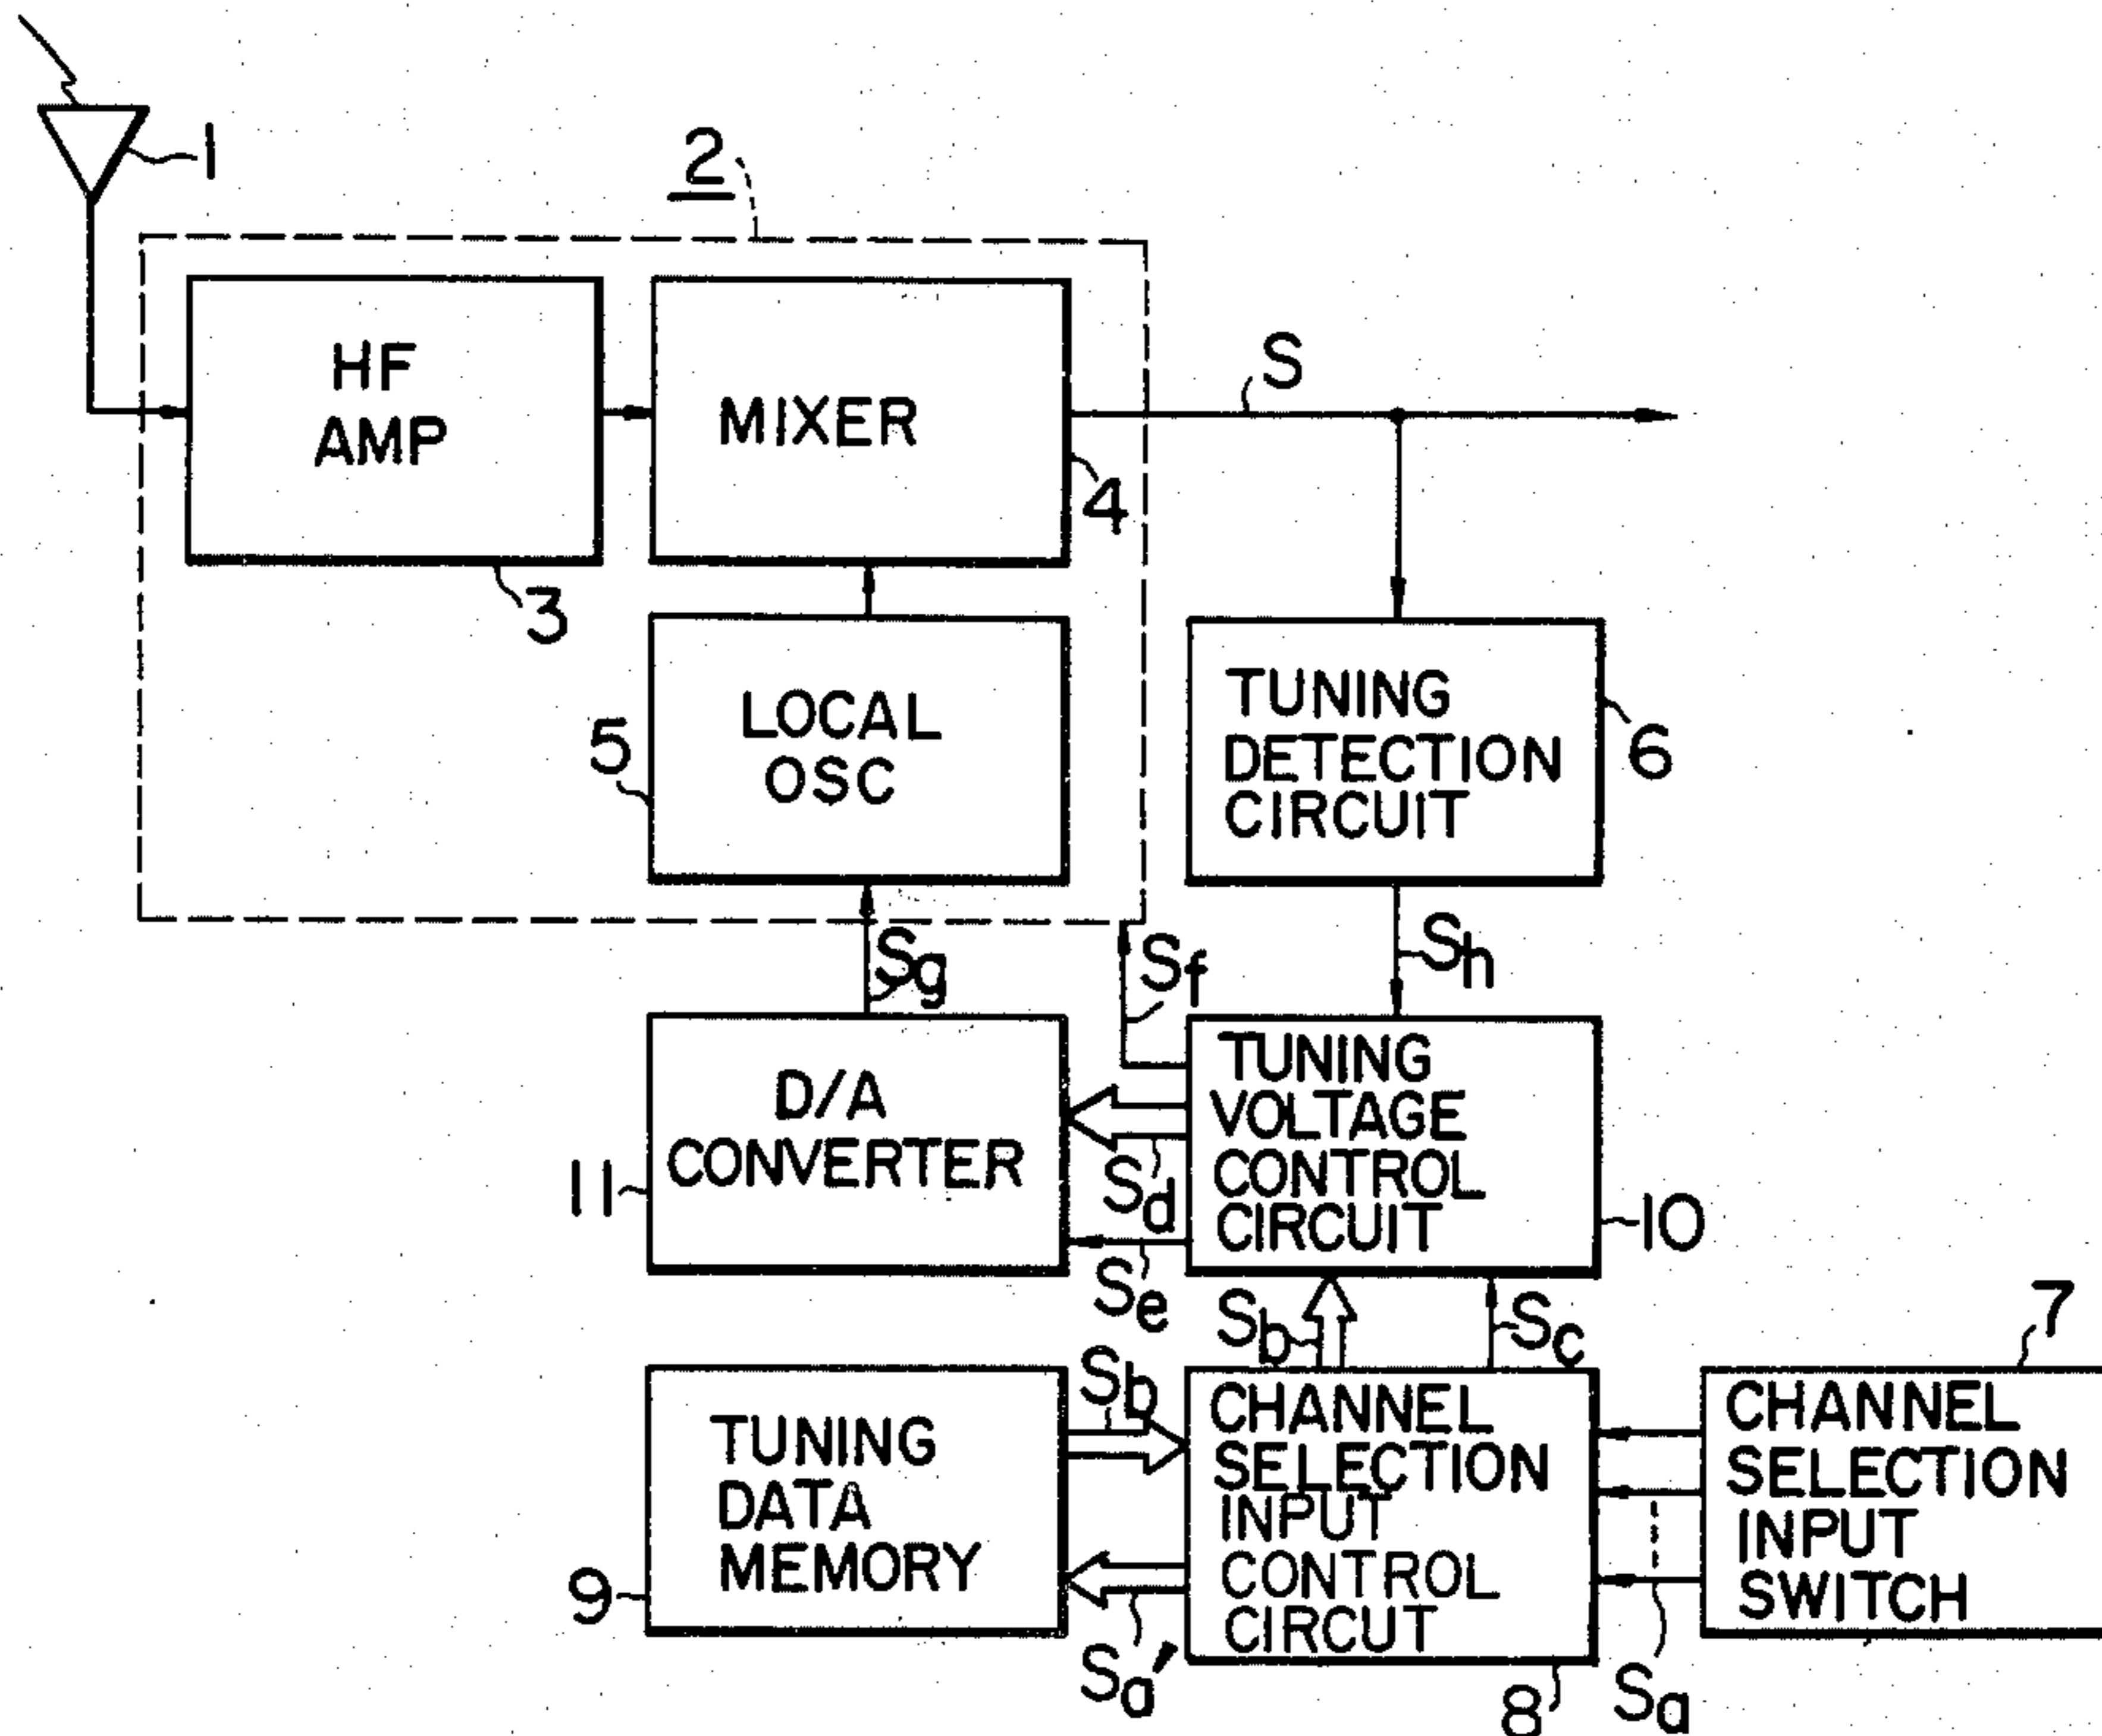 1
2
HF
AMP
3
MIXER
4
S
LOCAL
OSC
5
TUNING
DETECTION
CIRCUIT
6
Sg
Sf
Sh
D/A
CONVERTER
11
Sd
Se
TUNING
VOLTAGE
CONTROL
CIRCUIT
10
Sb
Sc
7
TUNING
DATA
MEMORY
9
Sb
Sa'
CHANNEL
SELECTION
INPUT
CONTROL
CIRCUT
8
CHANNEL
SELECTION
INPUT
SWITCH
Sa